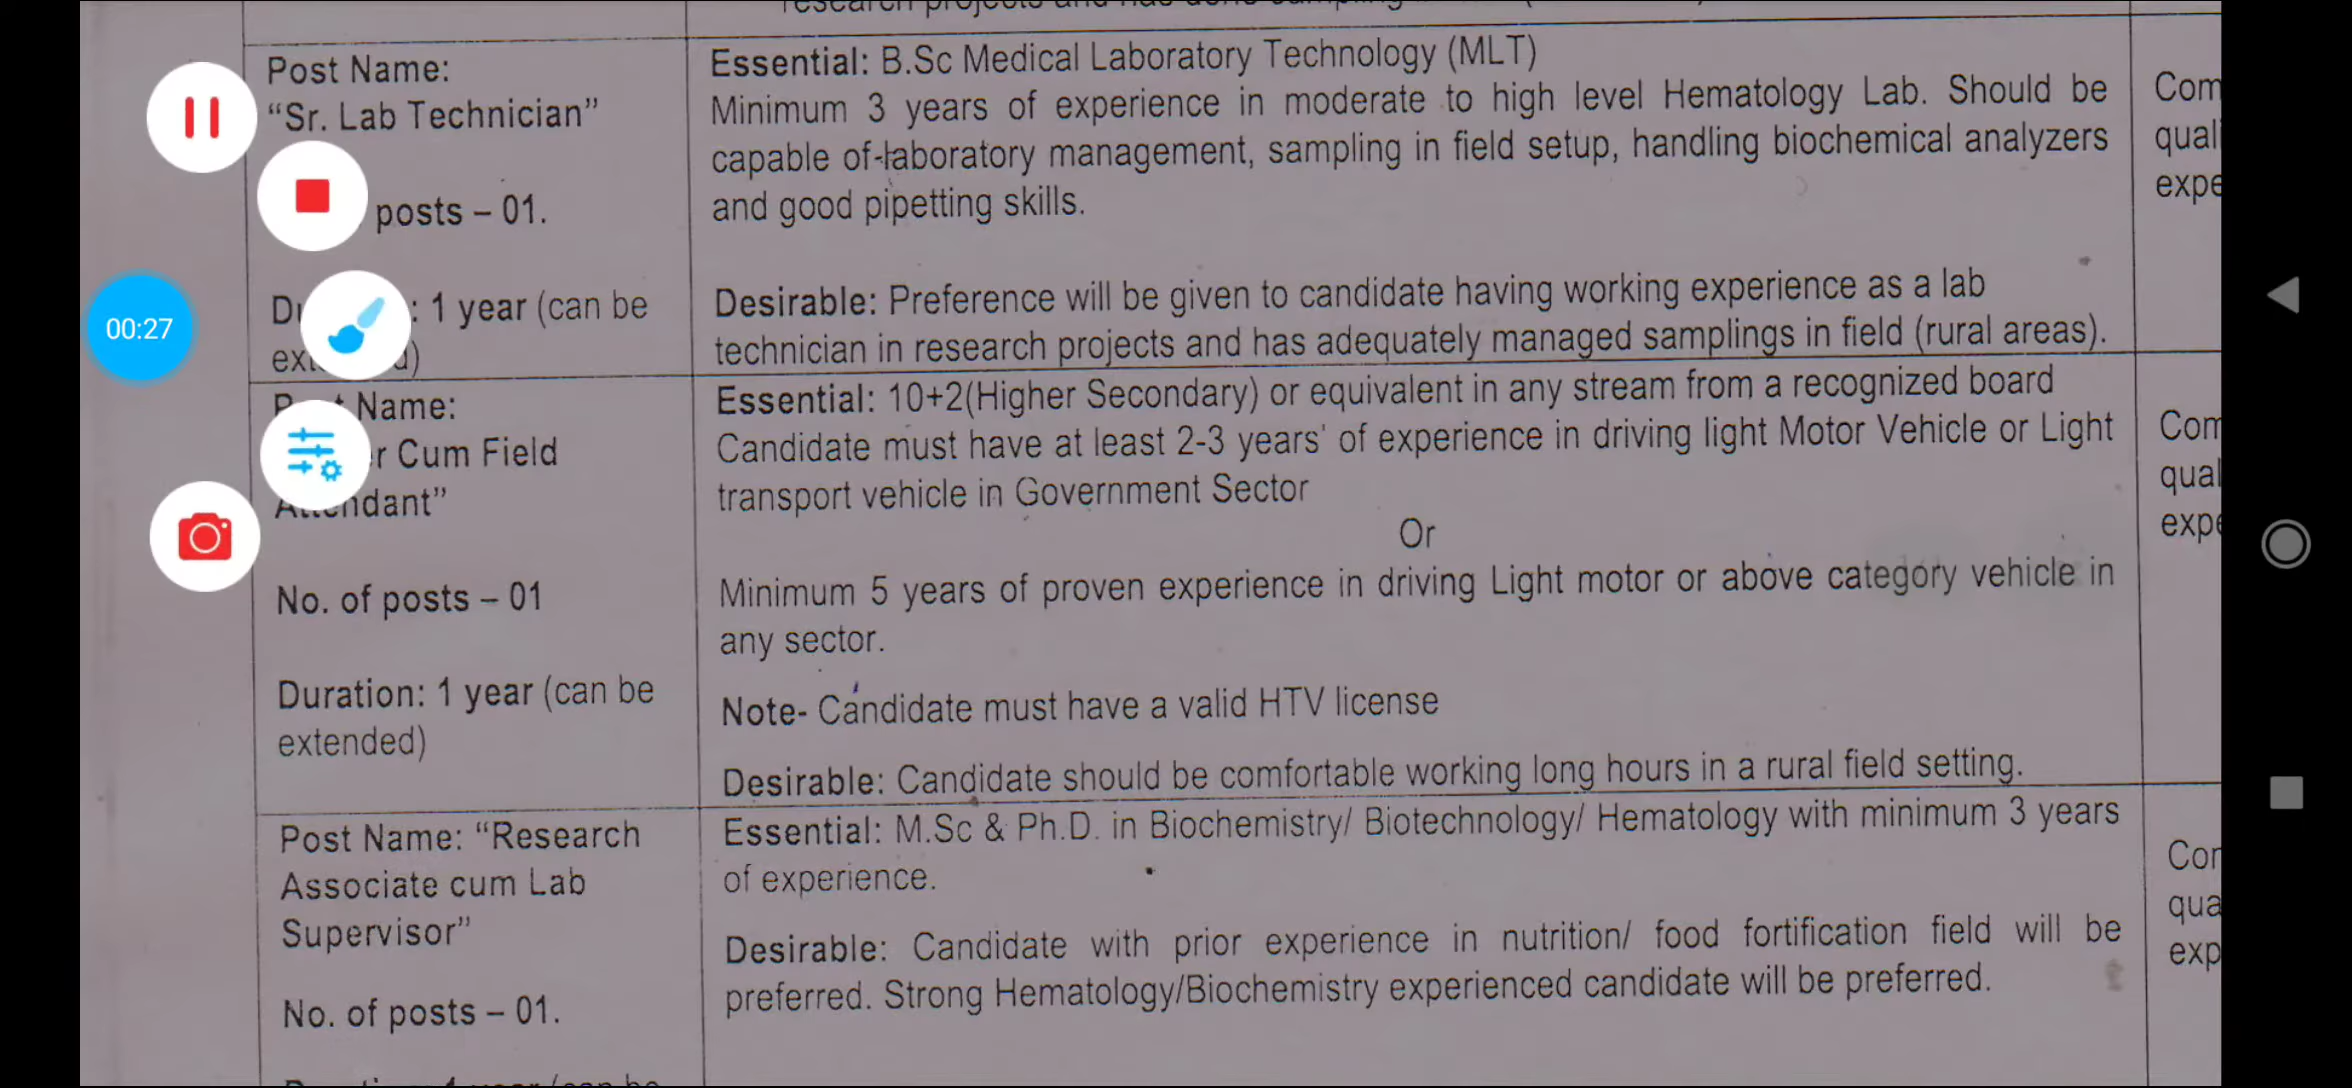 Post Name:
“Sr. Lab Technician”
posts – 01.
: 1 year (can be
Essential: B.Sc Medical Laboratory Technology (MLT)
Minimum 3 years of experience in moderate to high level Hematology Lab. Should be
capable of-laboratory management, sampling in field setup, handling biochemical analyzers
and good pipetting skills.
Desirable: Preference will be given to candidate having working experience as a lab
technician in research projects and has adequately managed samplings in field (rural areas).
00:27
Name:
Cum Field
No. of posts – 01
Duration: 1 year (can be
extended)
Essential: 10+2(Higher Secondary) or equivalent in any stream from a recognized board
Candidate must have at least 2-3 years' of experience in driving light Motor Vehicle or Light
transport vehicle in Government Sector
Or
Minimum 5 years of proven experience in driving Light motor or above category vehicle in
any sector.
Note- Candidate must have a valid HTV license
Desirable: Candidate should be comfortable working long hours in a rural field setting.
Post Name: “Research
Associate cum Lab
Supervisor”
No. of posts – 01.
Essential: M.Sc & Ph.D. in Biochemistry/ Biotechnology/ Hematology with minimum 3 years
of experience.
Desirable: Candidate with prior experience in nutrition/ food fortification field will be
preferred. Strong Hematology/Biochemistry experienced candidate will be preferred.